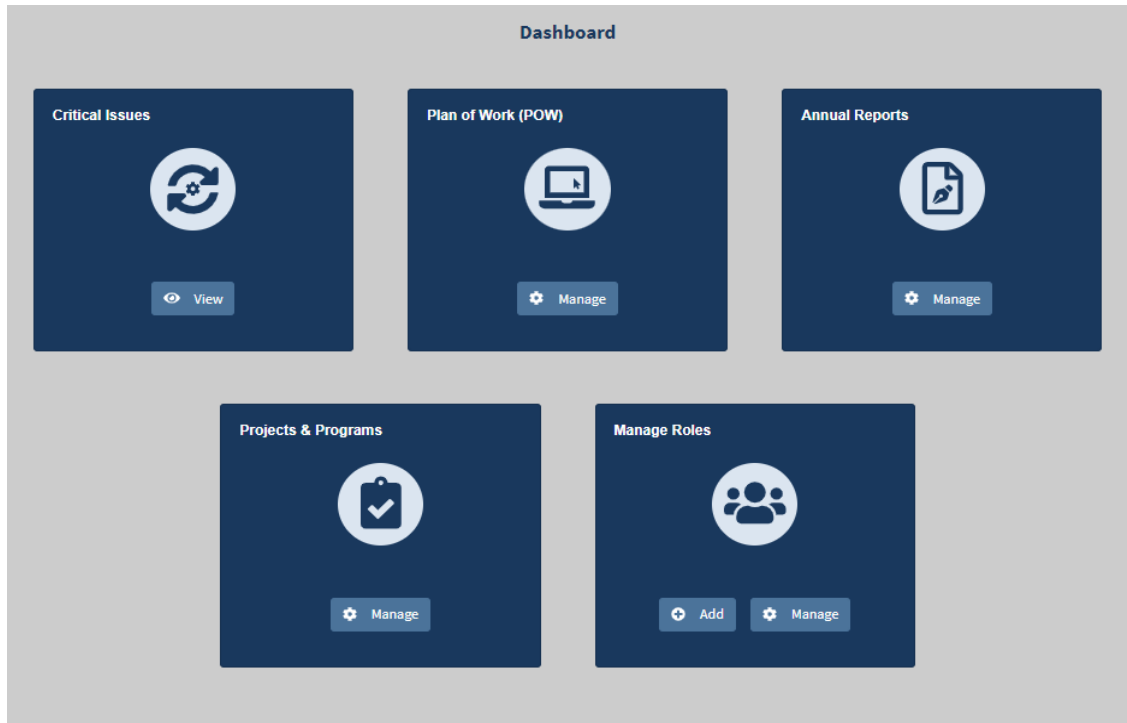 Dashboard
Critical Issues
Plan of Work (POW)
Annual Reports
View
Manage
Manage
Projects & Programs
Manage Roles
Manage
Add
Manage